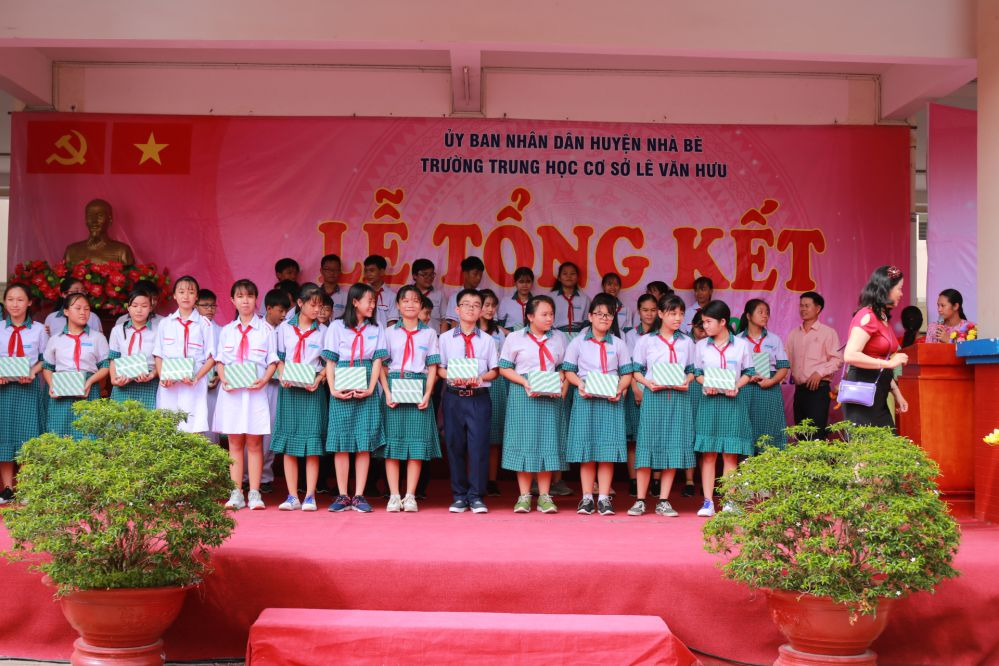 ỦY BAN NHÂN DÂN HUYỆN NHÀ BÈ
TRƯỜNG TRUNG HỌC CƠ SỞ LÊ VĂN HƯU
LỄ TỔNG KẾT